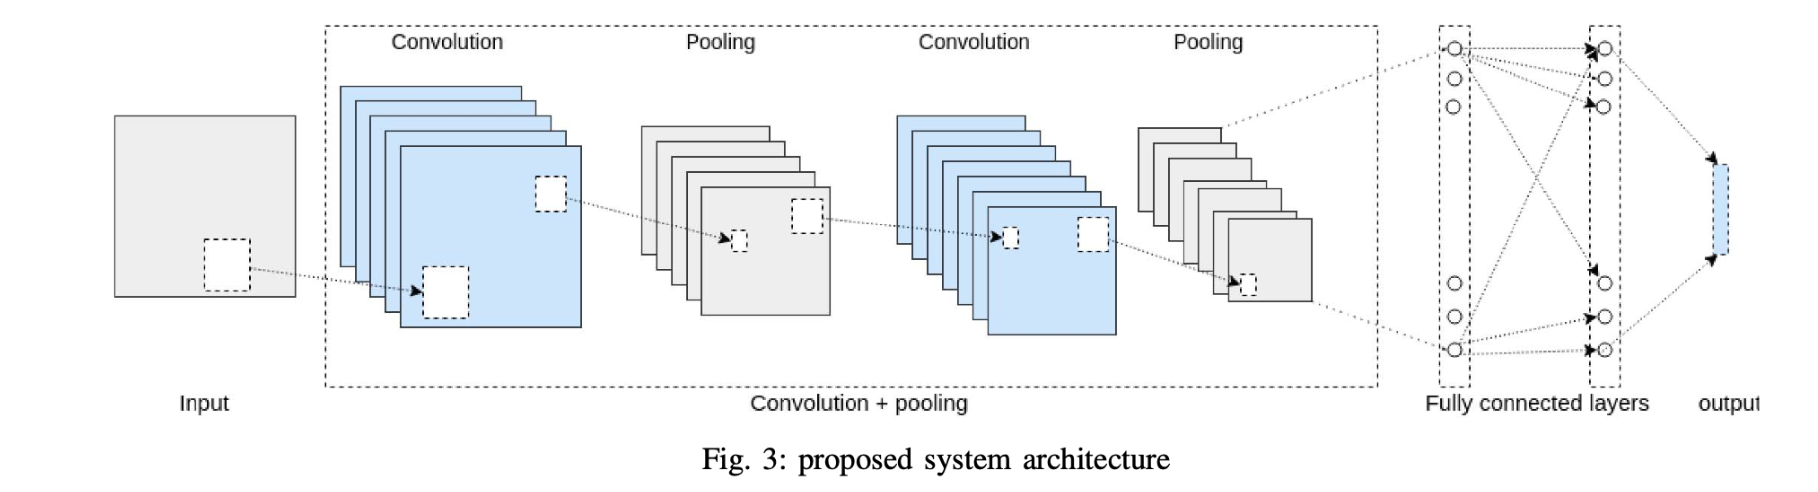 Convolution
Pooling
Convolution
Pooling
Input
Convolution + pooling
Fully connected layers
output
Fig. 3: proposed system architecture